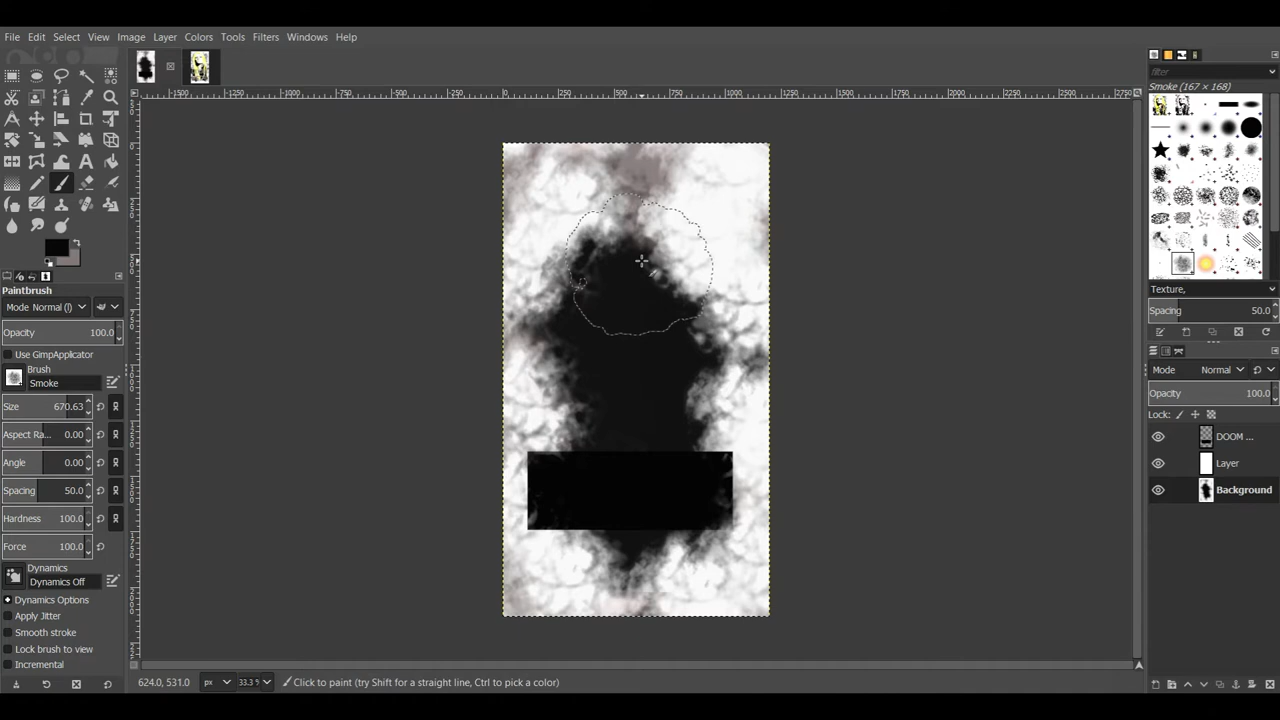 File Edit Select View Image Layer Colors Tools Filters Windows Help
filter
Smoke (167 × 168)
Paintbrush
Mode Normal (l)
Opacity 100.0
Use GimpApplicator
Brush
Smoke
Size 670.63
Aspect Ra... 0.00
Angle 0.00
Spacing 50.0
Hardness 100.0
Force 100.0
Dynamics
Dynamics Off
Dynamics Options
Apply Jitter
Smooth stroke
Lock brush to view
Incremental
Texture,
Spacing 50.0
Mode Normal
Opacity 100.0
Lock:
DOOM ...
Layer
Background
624.0, 531.0 px 33.3 % Click to paint (try Shift for a straight line, Ctrl to pick a color)